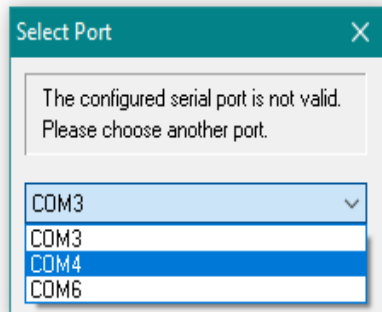 Select Port
The configured serial port is not valid.
Please choose another port.
COM3
COM3
COM4
COM6